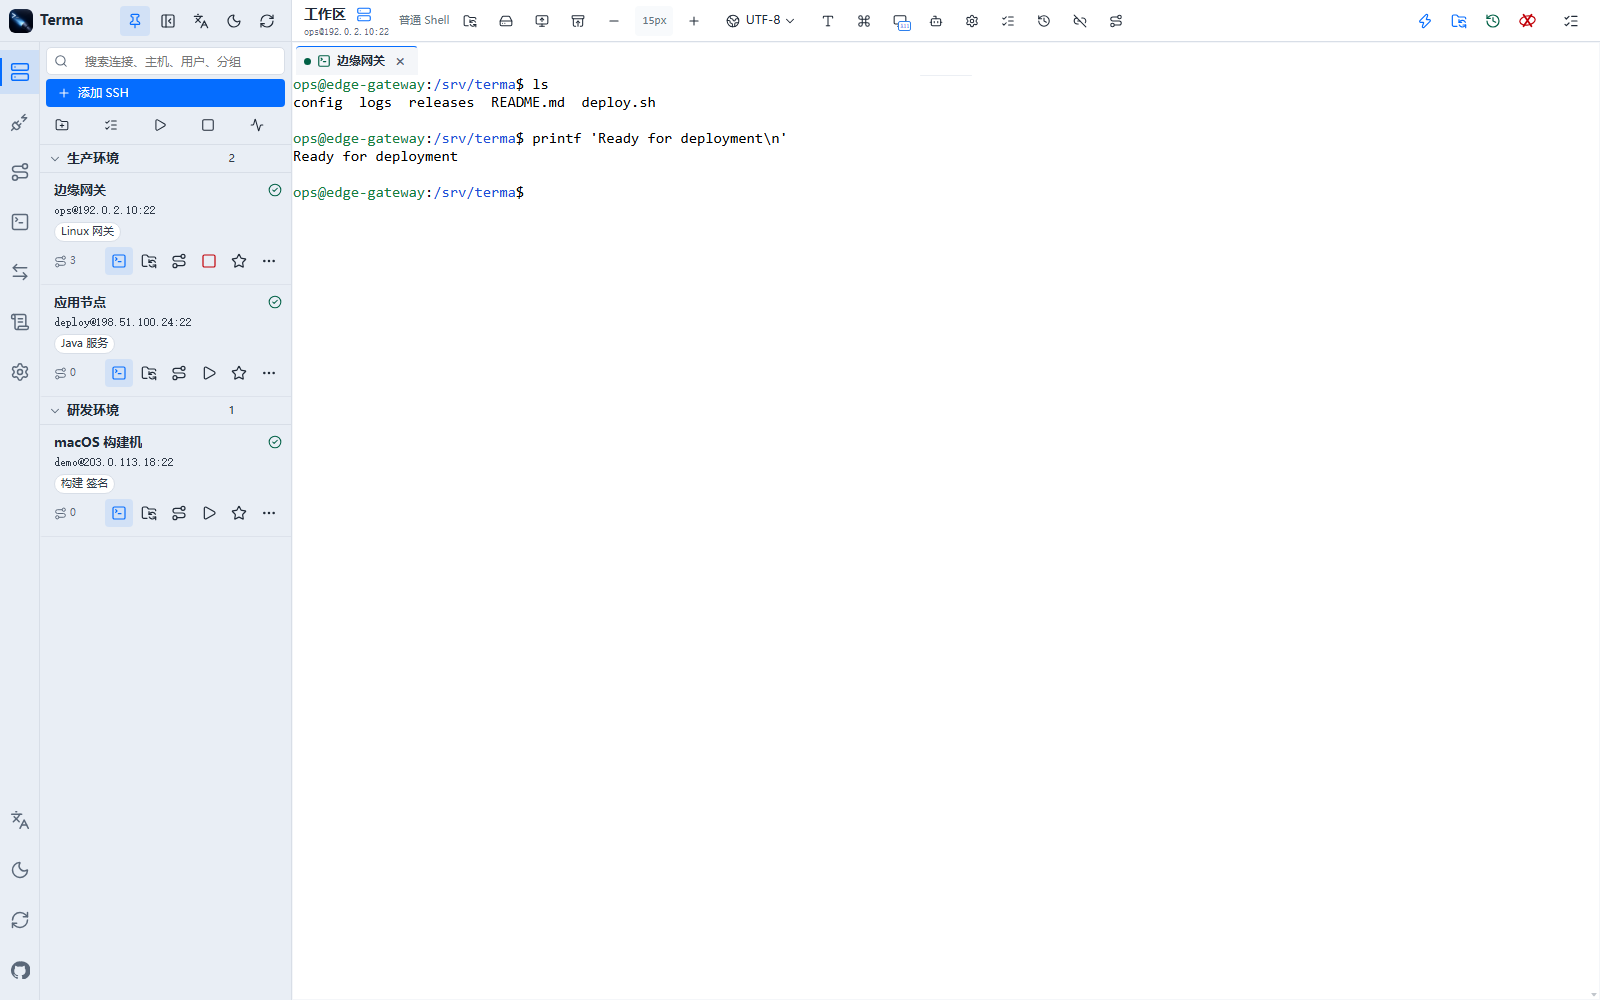 Terma
工作区
ops@192.0.2.10:22
普通 Shell
15px
UTF-8
搜索连接、主机、用户、分组
添加 SSH
生产环境 2
边缘网关
ops@192.0.2.10:22
Linux 网关
3
应用节点
deploy@198.51.100.24:22
Java 服务
0
研发环境 1
macOS 构建机
demo@203.0.113.18:22
构建 签名
0
边缘网关
ops@edge-gateway:/srv/terma$ ls
config logs releases README.md deploy.sh
ops@edge-gateway:/srv/terma$ printf 'Ready for deployment\n'
Ready for deployment
ops@edge-gateway:/srv/terma$